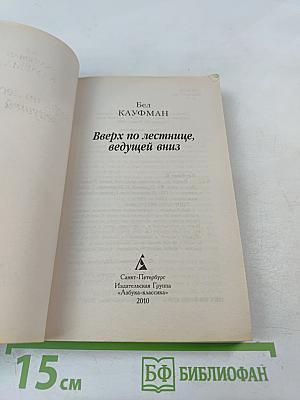 Бел
КАУФМАН
Вверх по лестнице,
ведущей вниз
Санкт-Петербург
Издательская Группа
«Азбука-классика»
2010
15 см
БФ БИБЛИОФАН